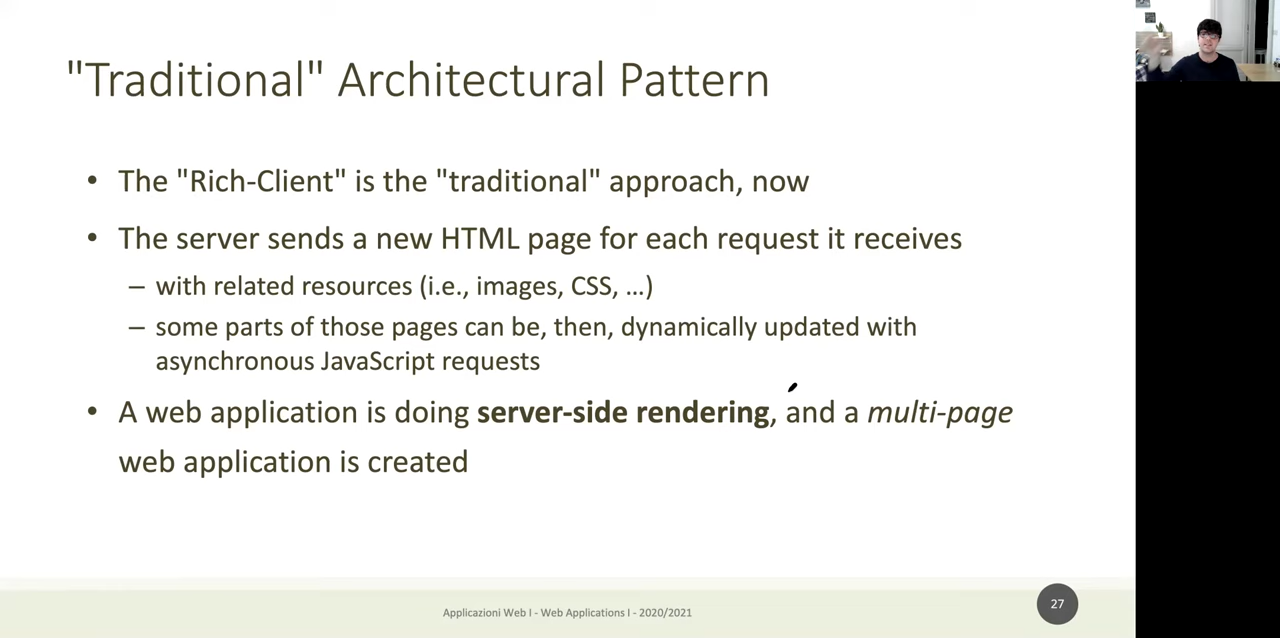 "Traditional" Architectural Pattern
• The "Rich-Client" is the "traditional" approach, now
• The server sends a new HTML page for each request it receives
– with related resources (i.e., images, CSS, …)
– some parts of those pages can be, then, dynamically updated with
asynchronous JavaScript requests
• A web application is doing server-side rendering, and a multi-page
web application is created
Applicazioni Web I - Web Applications I - 2020/2021
27